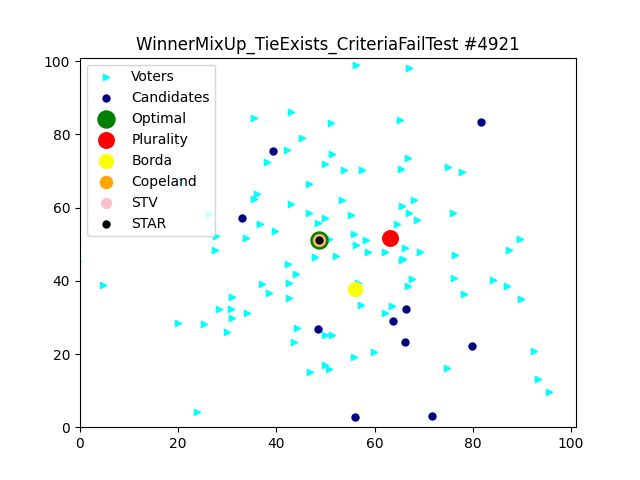 WinnerMixUp_TieExists_CriteriaFailTest #4921
100
80
60
40
20
0
0
20
40
60
80
100
Voters
Candidates
Optimal
Plurality
Borda
Copeland
STV
STAR